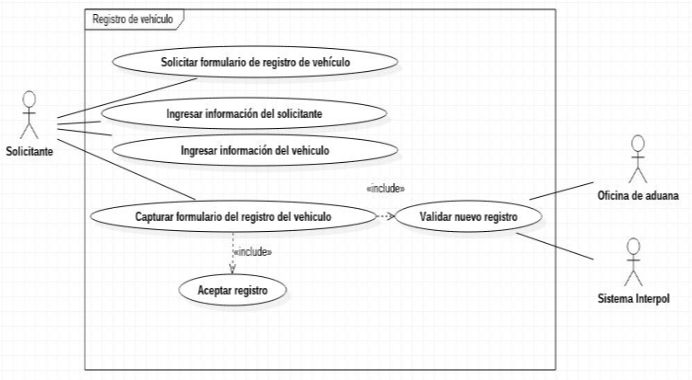 Registro de vehículo
Solicitar formulario de registro de vehículo
Ingresar información del solicitante
Solicitante
Ingresar información del vehiculo
«include»
Oficina de aduana
Capturar formulario del registro del vehiculo
Validar nuevo registro
«include»
Aceptar registro
Sistema Interpol